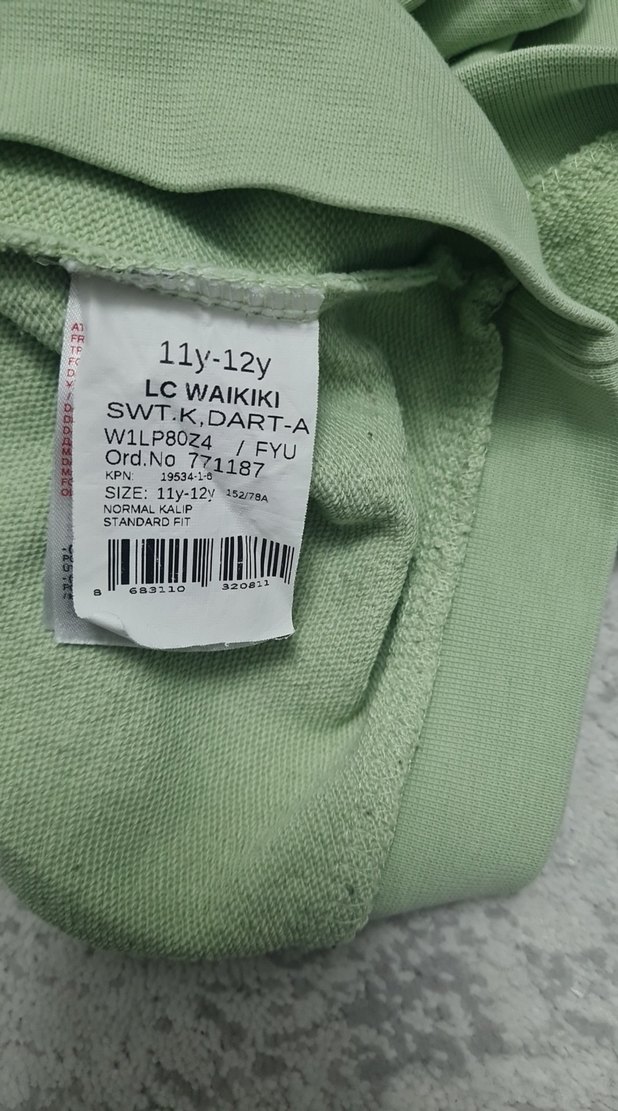 11y-12y
LC WAIKIKI
SWT.K,DART-A
W1LP80Z4 / FYU
Ord.No 771187
KPN: 19534-1-6
SIZE: 11y-12y 152/78A
NORMAL KALIP
STANDARD FIT
8 683110 320811